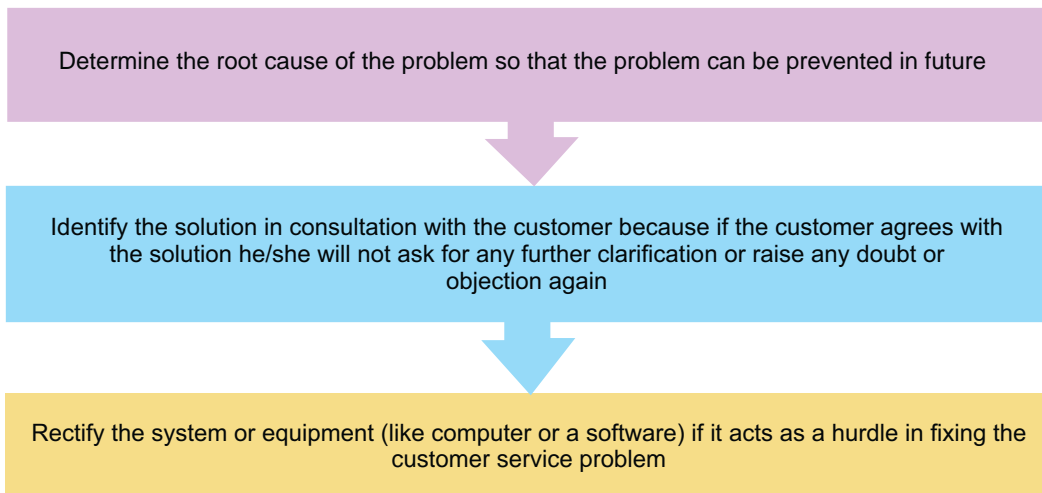 Determine the root cause of the problem so that the problem can be prevented in future
Identify the solution in consultation with the customer because if the customer agrees with
the solution he/she will not ask for any further clarification or raise any doubt or
objection again
Rectify the system or equipment (like computer or a software) if it acts as a hurdle in fixing the
customer service problem